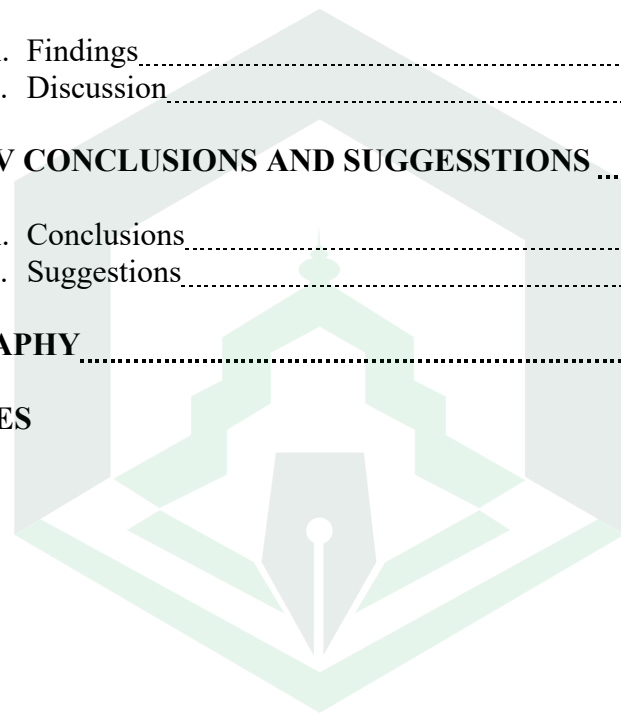 . Findings
. Discussion
V CONCLUSIONS AND SUGGESSTIONS
. Conclusions
. Suggestions
APHY
ES